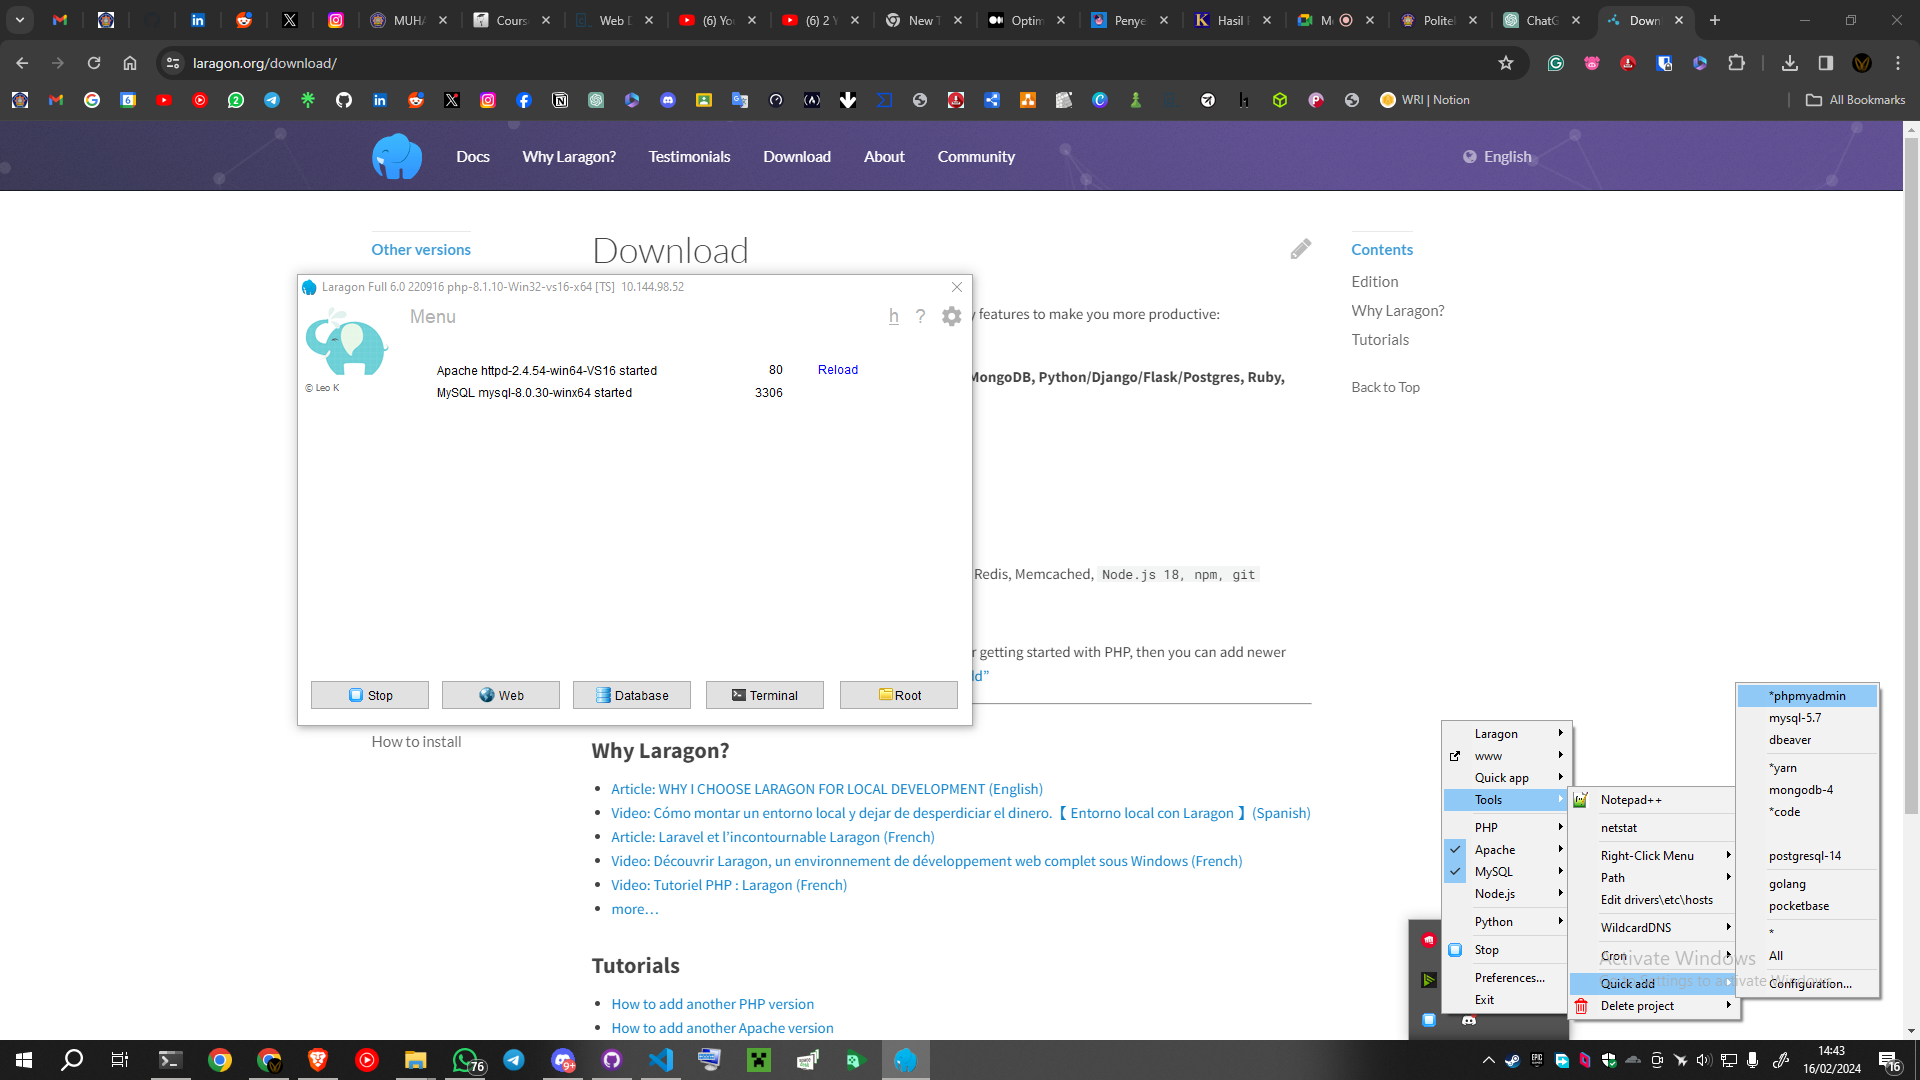 MUHA
Cours
Web D
(6) Yo
(6) 2 Y
New T
Optim
Penye
Hasil
M
Polite
ChatG
Down
laragon.org/download/
WRI | Notion
All Bookmarks
Docs
Why Laragon?
Testimonials
Download
About
Community
English
Other versions
Download
Contents
Edition
Why Laragon?
Tutorials
Back to Top
Laragon Full 6.0 220916 php-8.1.10-Win32-vs16-x64 [TS] 10.144.98.52
Menu
h
?
© Leo K
Apache httpd-2.4.54-win64-VS16 started 80 Reload
MySQL mysql-8.0.30-winx64 started 3306
Stop
Web
Database
Terminal
Root
y features to make you more productive:
MongoDB, Python/Django/Flask/Postgres, Ruby,
Redis, Memcached, Node.js 18, npm, git
r getting started with PHP, then you can add newer
d”
How to install
Why Laragon?
Article: WHY I CHOOSE LARAGON FOR LOCAL DEVELOPMENT (English)
Video: Cómo montar un entorno local y dejar de desperdiciar el dinero.【 Entorno local con Laragon 】(Spanish)
Article: Laravel et l’incontournable Laragon (French)
Video: Découvrir Laragon, un environnement de développement web complet sous Windows (French)
Video: Tutoriel PHP : Laragon (French)
more…
Tutorials
How to add another PHP version
How to add another Apache version
Laragon
www
Quick app
Tools
PHP
Apache
MySQL
Node.js
Python
Stop
Preferences...
Exit
Notepad++
netstat
Right-Click Menu
Path
Edit drivers\etc\hosts
WildcardDNS
Cron
Quick add
Delete project
*phpmyadmin
mysql-5.7
dbeaver
*yarn
mongodb-4
*code
postgresql-14
golang
pocketbase
*
All
Configuration...
Activate Windows
Go to Settings to activate Windows.
76
9+
14:43
16/02/2024
16